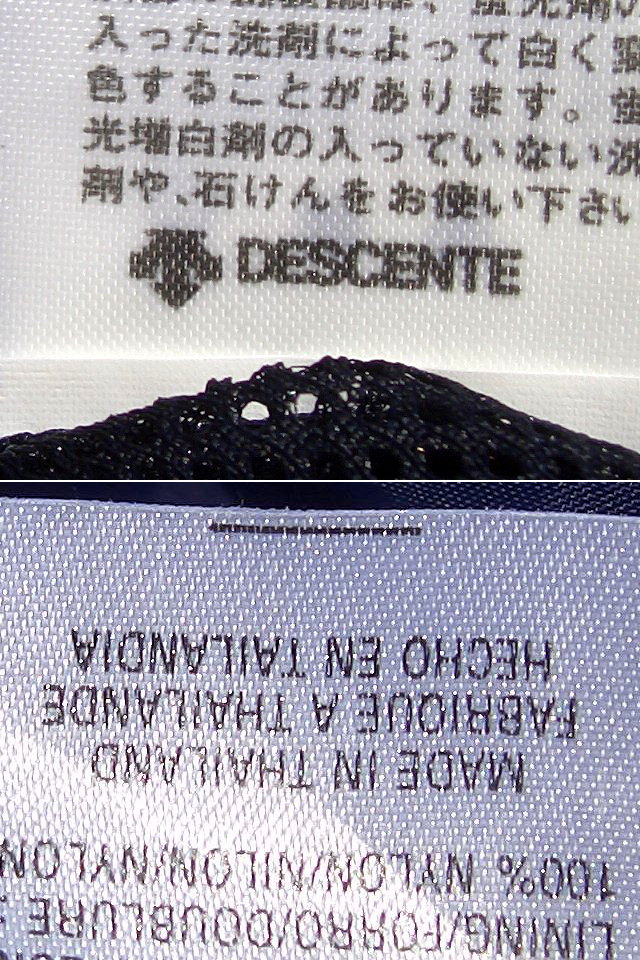 入った洗剤によって白く変
色することがあります。蛍
光増白剤の入っていない洗
剤や、石けんをお使い下さい
DESCENTE
LINING/FORRO/DOUBLURE :
100% NYLON/NILON/NYLON
MADE IN THAILAND
FABRIQUE A THAILANDE
HECHO EN TAILANDIA